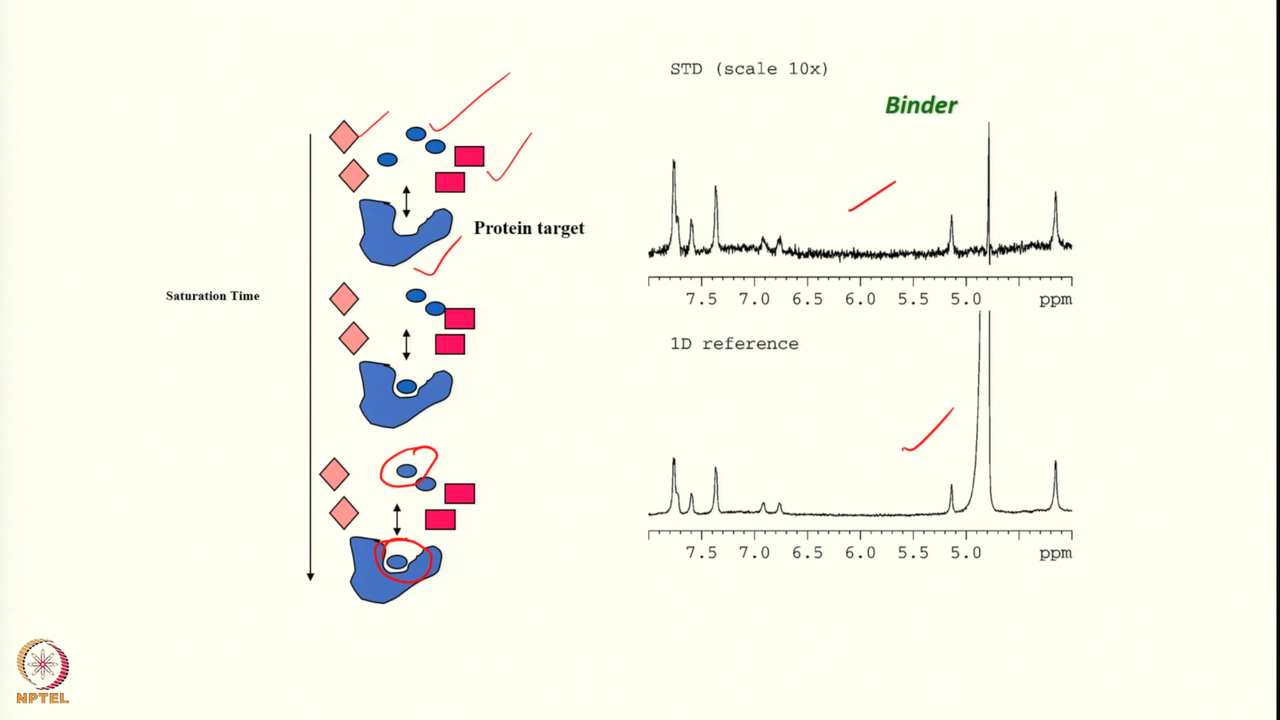 STD (scale 10x)
Binder
Protein target
Saturation Time
7.5 7.0 6.5 6.0 5.5 5.0 ppm
1D reference
7.5 7.0 6.5 6.0 5.5 5.0 ppm
NPTEL